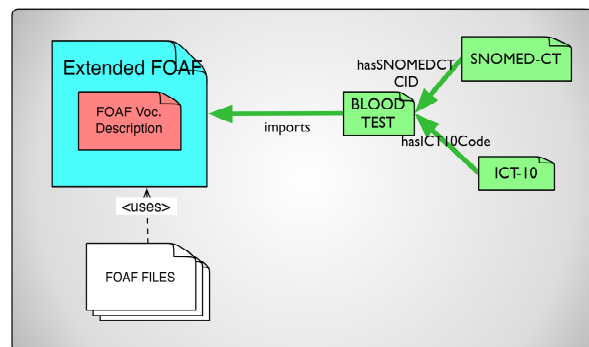 Extended FOAF
FOAF Voc.
Description
<uses>
FOAF FILES
imports
hasSNOMEDCT
CID
BLOOD
TEST
hasICT10Code
SNOMED-CT
ICT-10